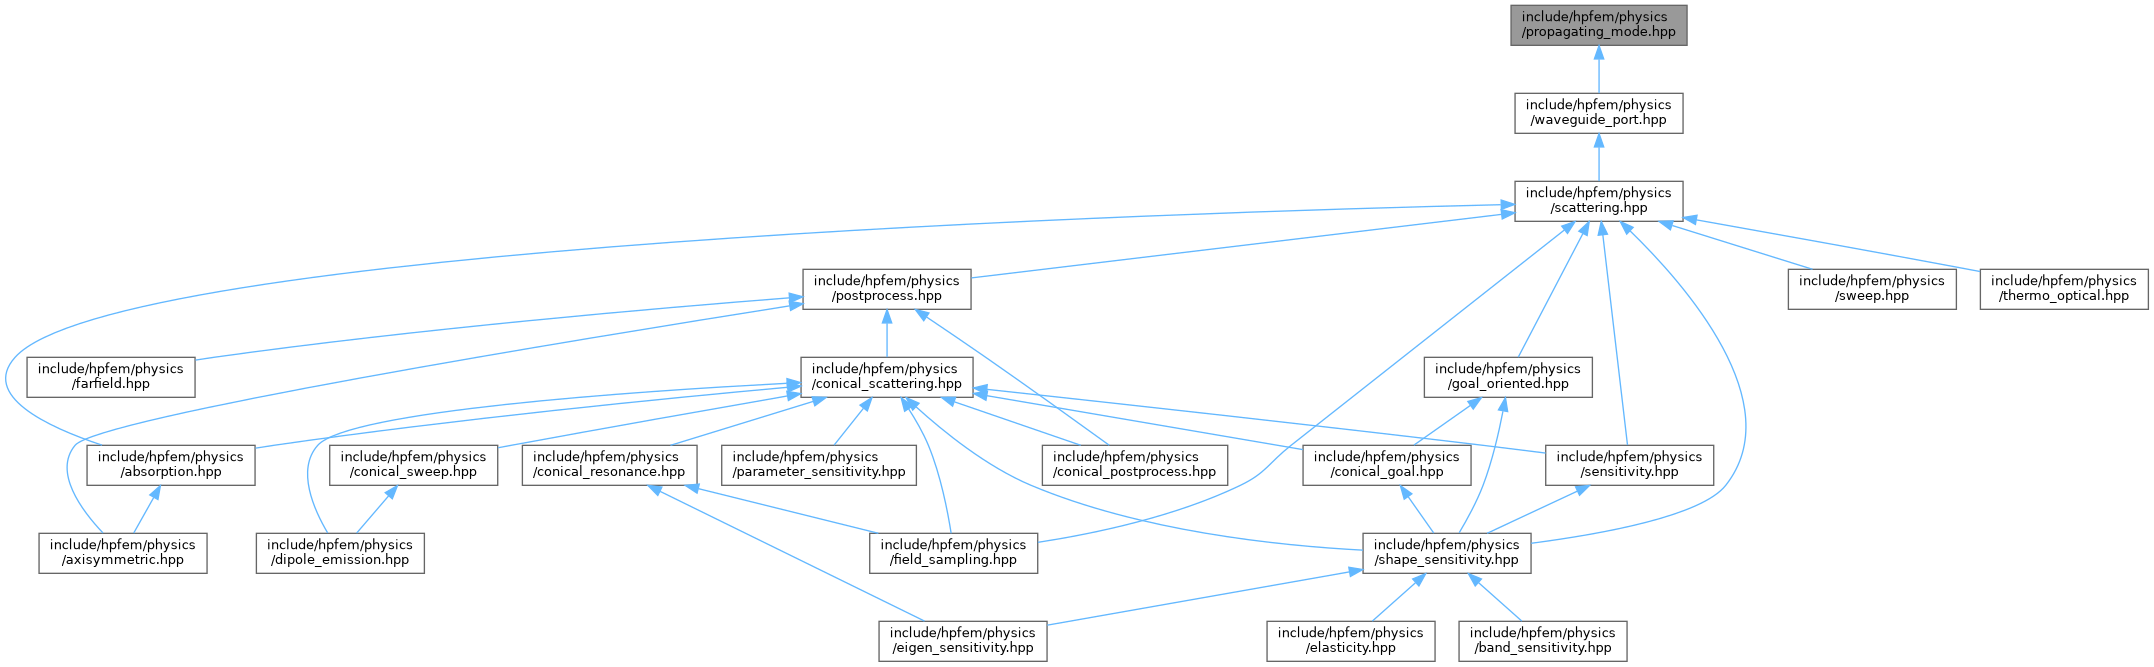 include/hpfem/physics
/propagating_mode.hpp
include/hpfem/physics
/waveguide_port.hpp
include/hpfem/physics
/scattering.hpp
include/hpfem/physics
/postprocess.hpp
include/hpfem/physics
/sweep.hpp
include/hpfem/physics
/thermo_optical.hpp
include/hpfem/physics
/farfield.hpp
include/hpfem/physics
/conical_scattering.hpp
include/hpfem/physics
/goal_oriented.hpp
include/hpfem/physics
/absorption.hpp
include/hpfem/physics
/conical_sweep.hpp
include/hpfem/physics
/conical_resonance.hpp
include/hpfem/physics
/parameter_sensitivity.hpp
include/hpfem/physics
/conical_postprocess.hpp
include/hpfem/physics
/conical_goal.hpp
include/hpfem/physics
/sensitivity.hpp
include/hpfem/physics
/axisymmetric.hpp
include/hpfem/physics
/dipole_emission.hpp
include/hpfem/physics
/field_sampling.hpp
include/hpfem/physics
/shape_sensitivity.hpp
include/hpfem/physics
/eigen_sensitivity.hpp
include/hpfem/physics
/elasticity.hpp
include/hpfem/physics
/band_sensitivity.hpp